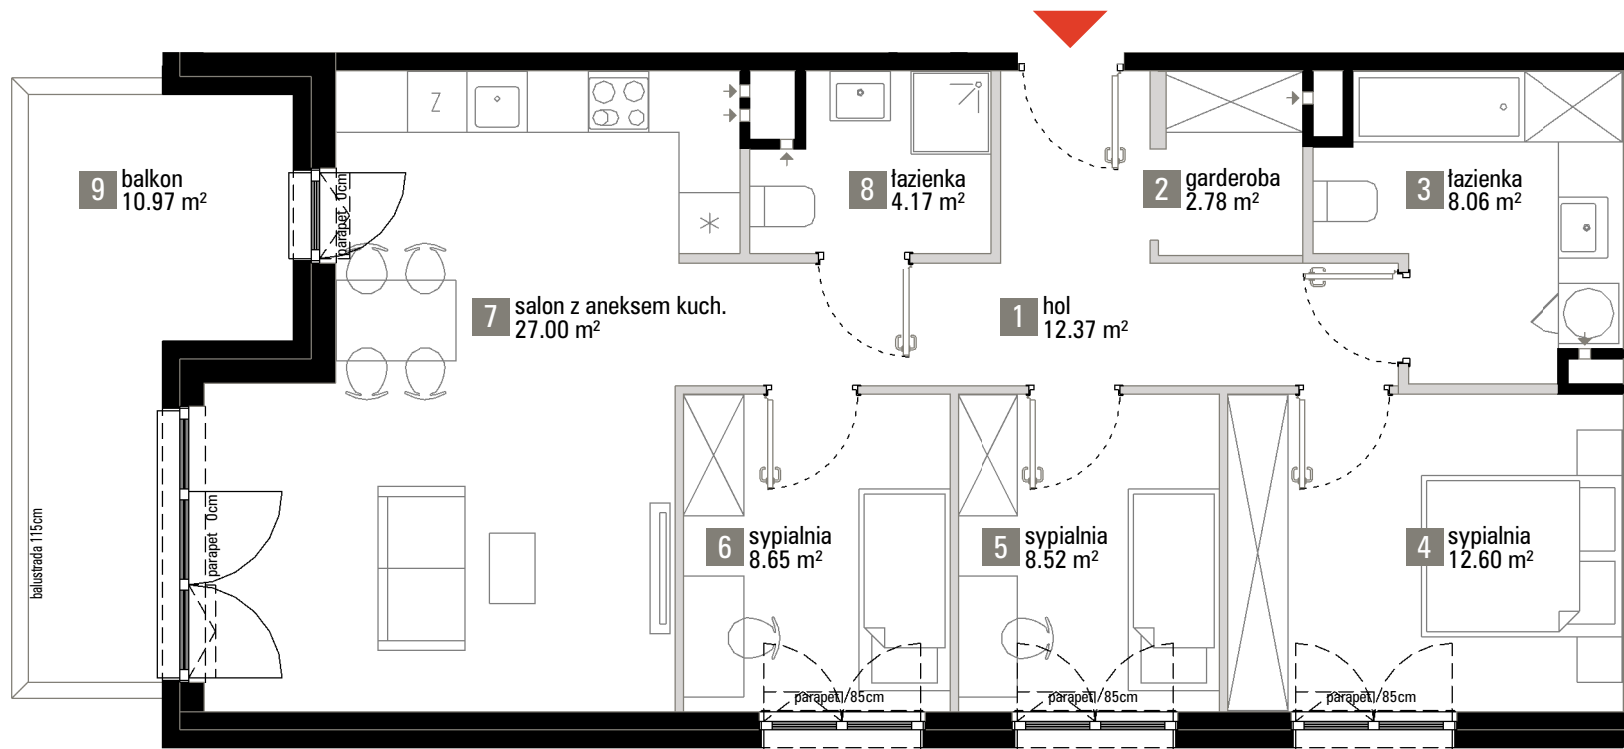 Z
9 balkon
10.97 m²
parapet 0cm
8 łazienka
4.17 m²
2 garderoba
2.78 m²
3 łazienka
8.06 m²
7 salon z aneksem kuch.
27.00 m²
1 hol
12.37 m²
balustrada 115cm
parapet 0cm
6 sypialnia
8.65 m²
5 sypialnia
8.52 m²
4 sypialnia
12.60 m²
parapet /85cm
parapet /85cm
parapet /85cm